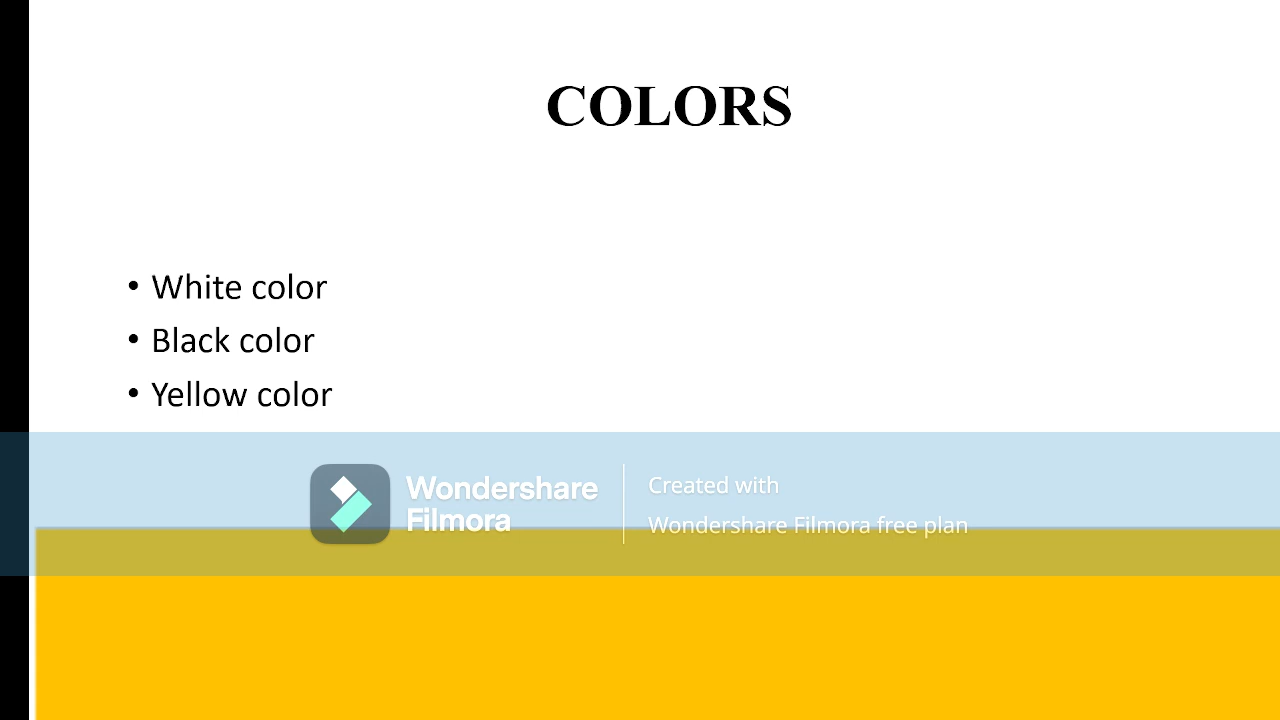 COLORS
• White color
• Black color
• Yellow color
Wondershare
Filmora
Created with
Wondershare Filmora free plan